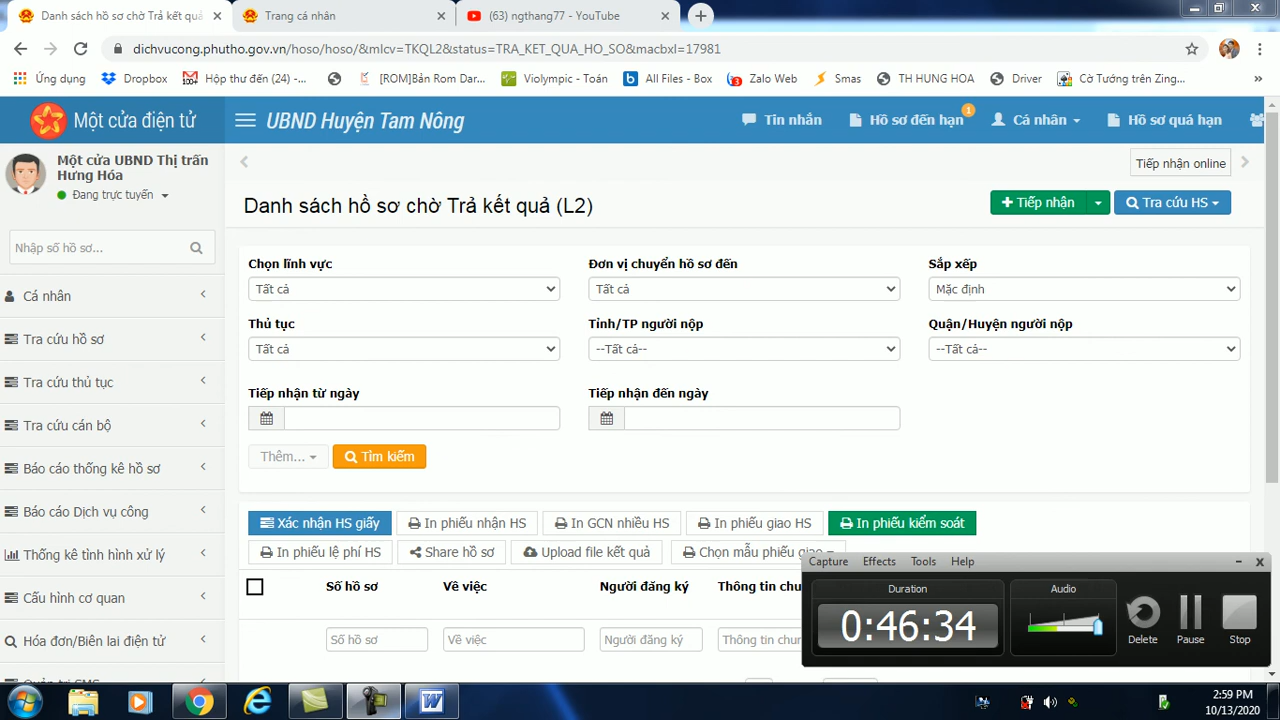 Danh sách hồ sơ chờ Trả kết quả
Trang cá nhân
(63) ngthang77 - YouTube
dichvucong.phutho.gov.vn/hoso/hoso/&mlcv=TKQL2&status=TRA_KET_QUA_HO_SO&macbxl=17981
Ứng dụng
Dropbox
Hộp thư đến (24) -...
[ROM]Bản Rom Dar...
Violympic - Toán
All Files - Box
Zalo Web
Smas
TH HUNG HOA
Driver
Cờ Tướng trên Zing...
»
Một cửa điện tử
UBND Huyện Tam Nông
Tin nhắn
Hồ sơ đến hạn
1
Cá nhân
Hồ sơ quá hạn
Một cửa UBND Thị trấn
Hưng Hóa
Đang trực tuyến
Tiếp nhận online
Danh sách hồ sơ chờ Trả kết quả (L2)
Tiếp nhận
Tra cứu HS
Nhập số hồ sơ...
Cá nhân
Tra cứu hồ sơ
Tra cứu thủ tục
Tra cứu cán bộ
Báo cáo thống kê hồ sơ
Báo cáo Dịch vụ công
Thống kê tình hình xử lý
Cấu hình cơ quan
Hóa đơn/Biên lai điện tử
Quản trị SMS
Chọn lĩnh vực
Đơn vị chuyển hồ sơ đến
Sắp xếp
Tất cả
Tất cả
Mặc định
Thủ tục
Tỉnh/TP người nộp
Quận/Huyện người nộp
Tất cả
--Tất cả--
--Tất cả--
Tiếp nhận từ ngày
Tiếp nhận đến ngày
Thêm...
Tìm kiếm
Xác nhận HS giấy
In phiếu nhận HS
In GCN nhiều HS
In phiếu giao HS
In phiếu kiểm soát
In phiếu lệ phí HS
Share hồ sơ
Upload file kết quả
Chọn mẫu phiếu giao
Số hồ sơ
Về việc
Người đăng ký
Thông tin chu
Số hồ sơ
Về việc
Người đăng ký
Thông tin chun
Capture
Effects
Tools
Help
Duration
Audio
0:46:34
Delete
Pause
Stop
2:59 PM
10/13/2020